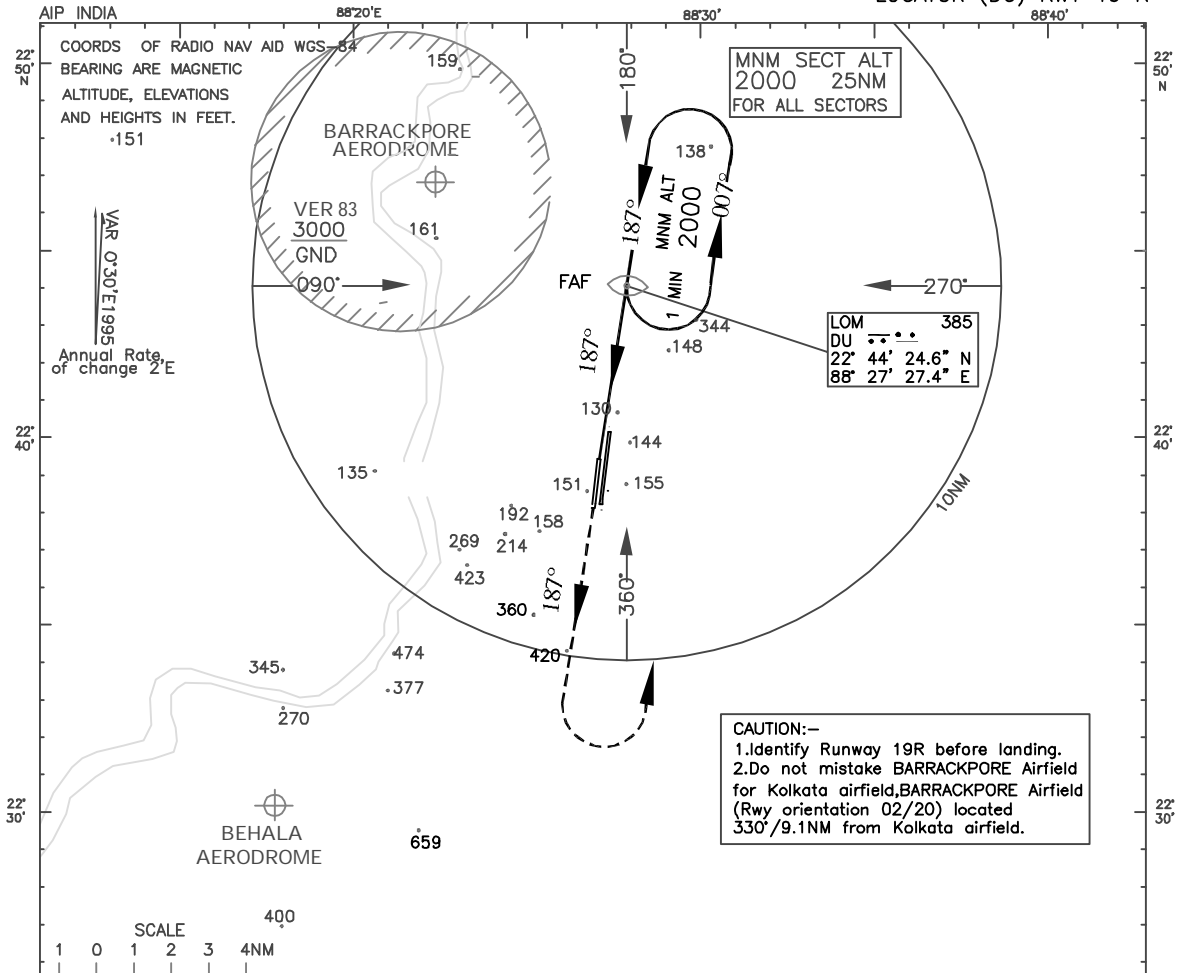 AIP INDIA
88°20'E
88°30'
88°40'
22°
50'
N
COORDS OF RADIO NAV AID WGS-84
BEARING ARE MAGNETIC
ALTITUDE, ELEVATIONS
AND HEIGHTS IN FEET.
151
159
180°
MNM SECT ALT
2000 25NM
FOR ALL SECTORS
22°
50'
N
BARRACKPORE
AERODROME
138
VER 83
3000
GND
161
187°
MNM ALT
2000
1 MIN
007°
VAR 0°30'E1995
Annual Rate
of change 2'E
090°
FAF
270°
344
148
187°
LOM 385
DU
22° 44' 24.6" N
88° 27' 27.4" E
130
144
22°
40'
22°
40'
135
151
155
10NM
192
158
269
214
423
187°
360
360°
420
474
345
377
270
CAUTION:-
1.Identify Runway 19R before landing.
2.Do not mistake BARRACKPORE Airfield
for Kolkata airfield,BARRACKPORE Airfield
(Rwy orientation 02/20) located
330°/9.1NM from Kolkata airfield.
22°
30'
22°
30'
BEHALA
AERODROME
659
400
SCALE
1 0 1 2 3 4NM